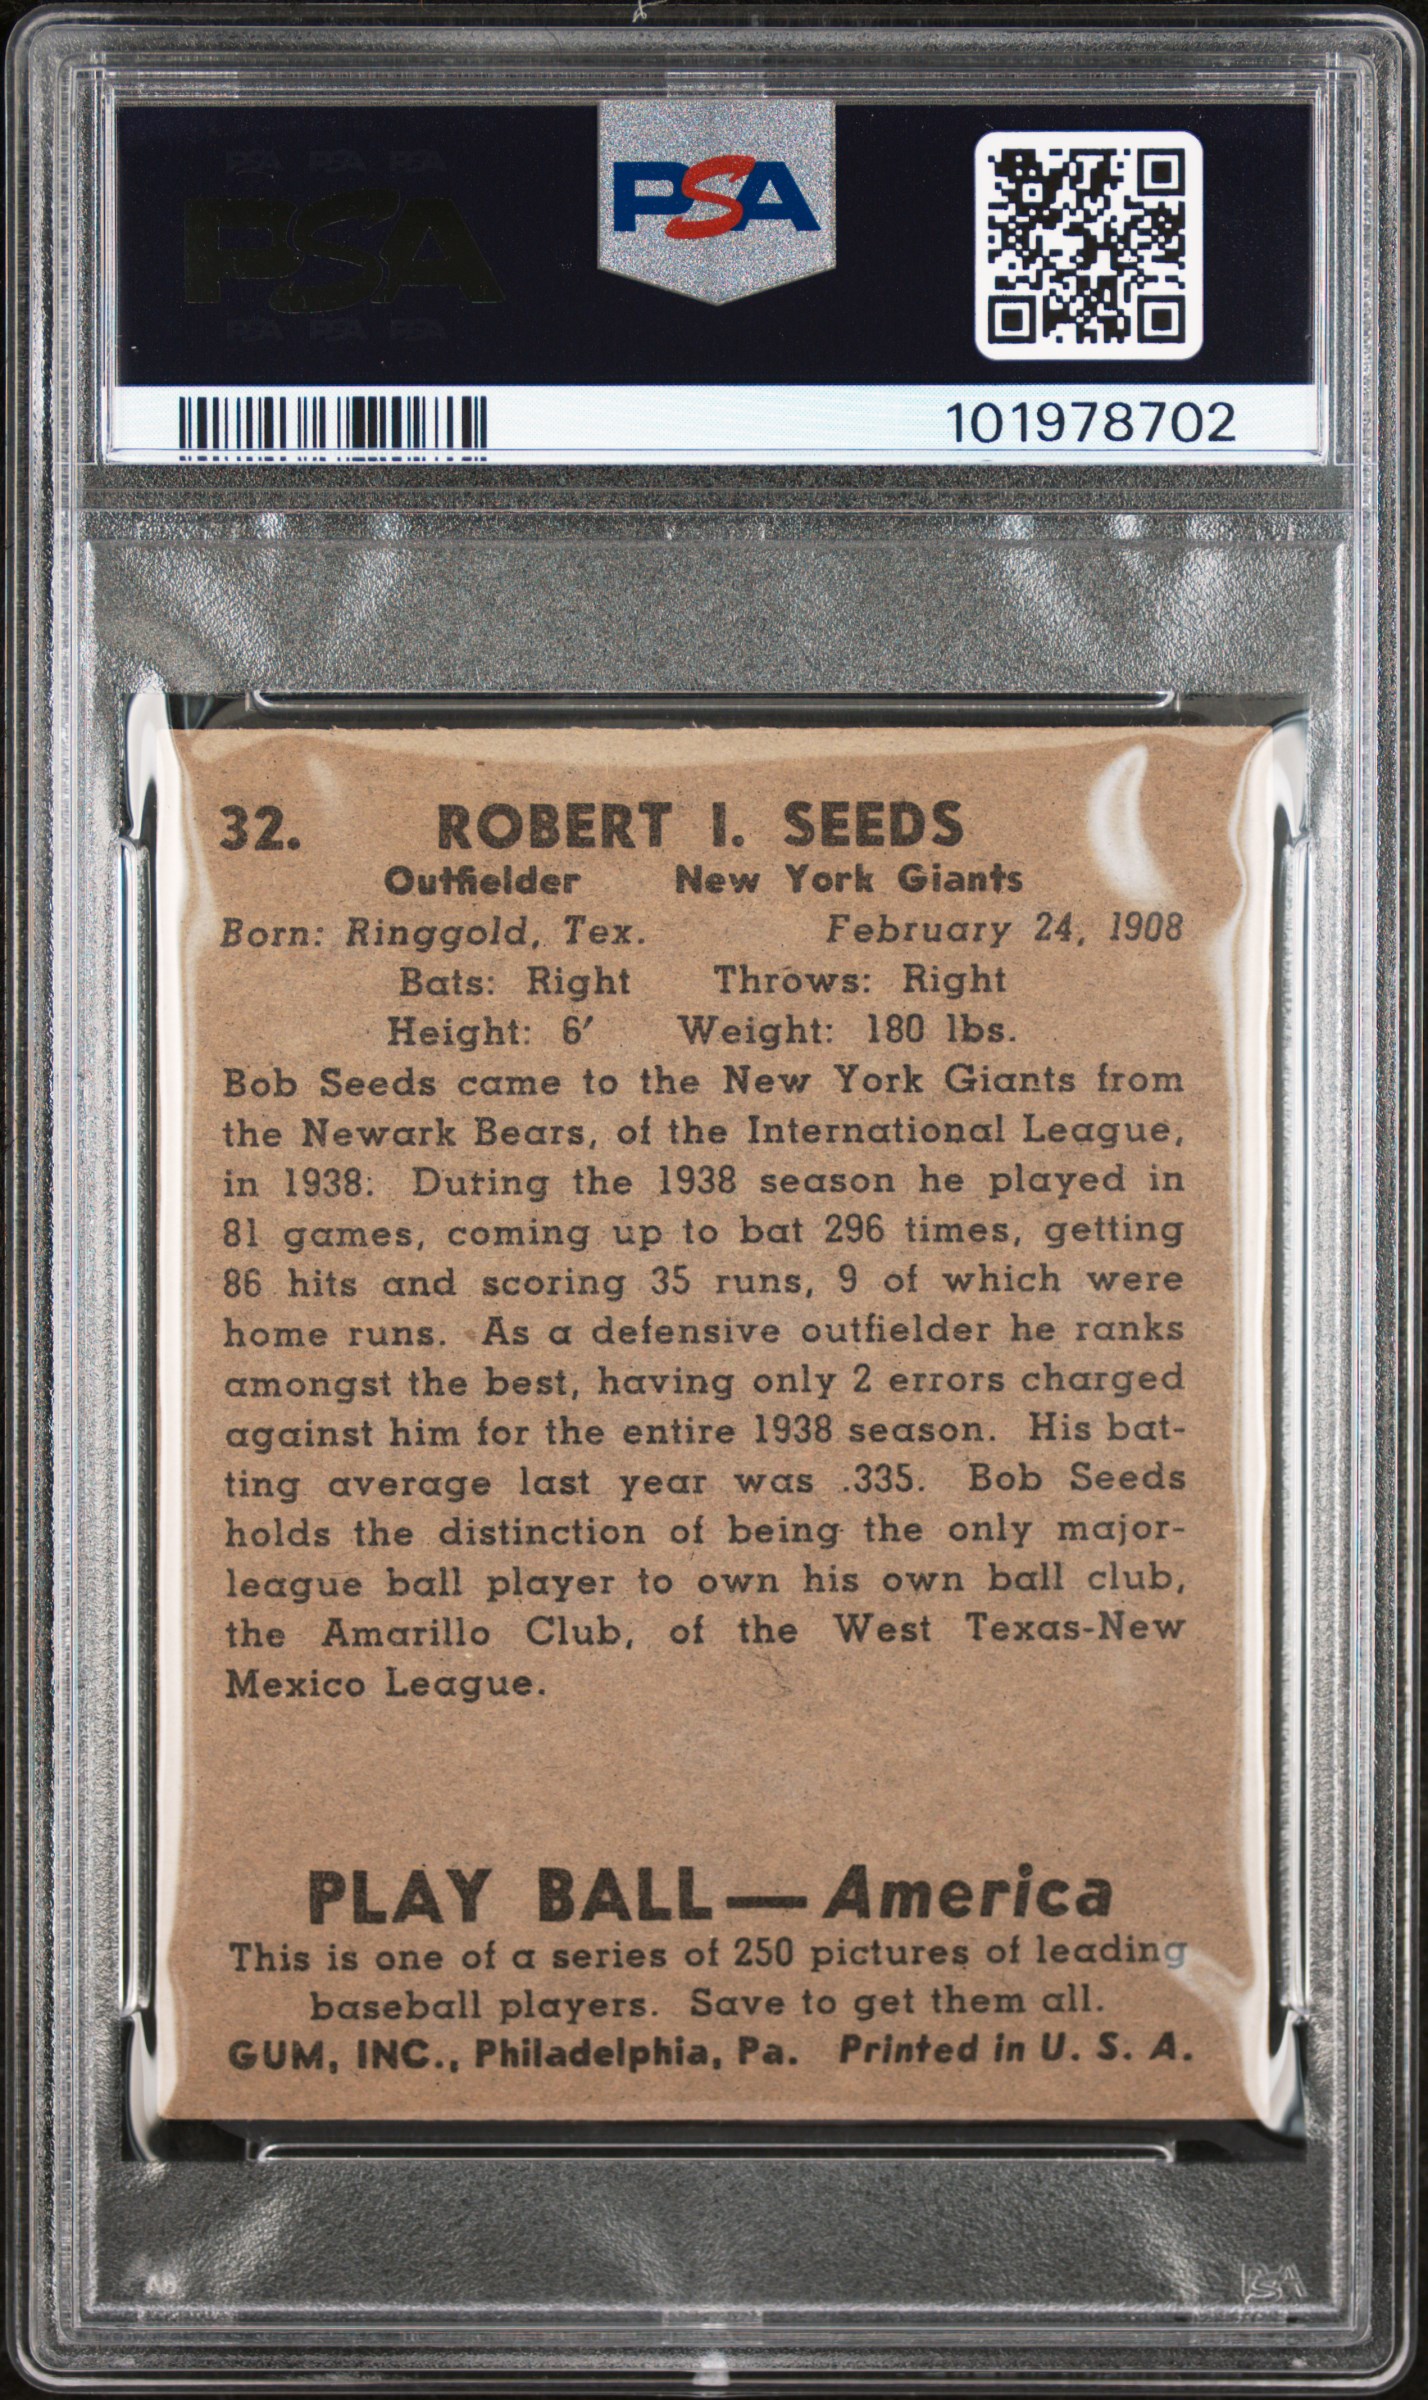 PSA PSA PSA
PSA
PSA
PSA PSA PSA
101978702
32. ROBERT I. SEEDS
Outfielder New York Giants
Born: Ringgold, Tex. February 24, 1908
Bats: Right Throws: Right
Height: 6′ Weight: 180 lbs.
Bob Seeds came to the New York Giants from
the Newark Bears, of the International League,
in 1938. During the 1938 season he played in
81 games, coming up to bat 296 times, getting
86 hits and scoring 35 runs, 9 of which were
home runs. As a defensive outfielder he ranks
amongst the best, having only 2 errors charged
against him for the entire 1938 season. His bat-
ting average last year was .335. Bob Seeds
holds the distinction of being the only major-
league ball player to own his own ball club,
the Amarillo Club, of the West Texas-New
Mexico League.
PLAY BALL—America
This is one of a series of 250 pictures of leading
baseball players. Save to get them all.
GUM, INC., Philadelphia, Pa. Printed in U. S. A.
PSA